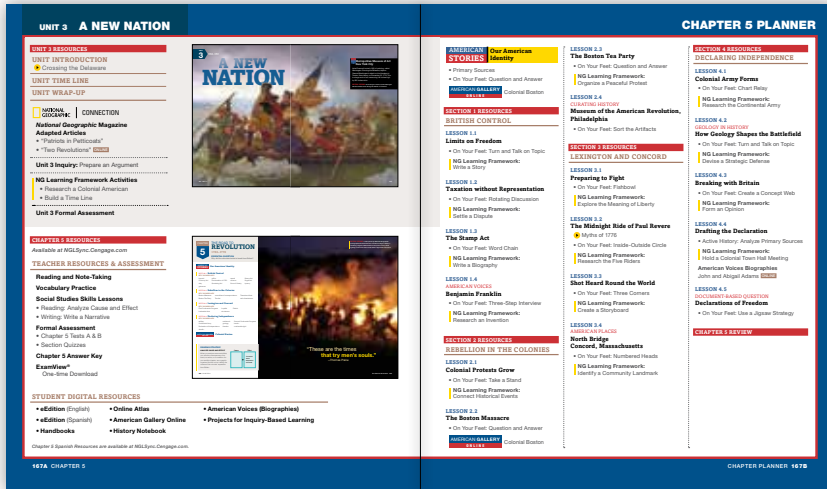 UNIT 3 A NEW NATION
UNIT 3 RESOURCES
UNIT INTRODUCTION
Crossing the Delaware
UNIT TIME LINE
UNIT WRAP-UP
NATIONAL
GEOGRAPHIC
CONNECTION
National Geographic Magazine
Adapted Articles
• "Patriots in Petticoats"
• "Two Revolutions" ONLINE
Unit 3 Inquiry: Prepare an Argument
NG Learning Framework Activities
• Research a Colonial American
• Build a Time Line
Unit 3 Formal Assessment
3
A NEW
NATION
CHAPTER 5 RESOURCES
Available at NGLSync.Cengage.com
TEACHER RESOURCES & ASSESSMENT
Reading and Note-Taking
Vocabulary Practice
Social Studies Skills Lessons
• Reading: Analyze Cause and Effect
• Writing: Write a Narrative
Formal Assessment
• Chapter 5 Tests A & B
• Section Quizzes
Chapter 5 Answer Key
ExamView®
One-time Download
5
THE ROAD TO
REVOLUTION
"These are the times
that try men's souls."
STUDENT DIGITAL RESOURCES
• eEdition (English)
• eEdition (Spanish)
• Handbooks
• Online Atlas
• American Gallery Online
• History Notebook
• American Voices (Biographies)
• Projects for Inquiry-Based Learning
Chapter 5 Spanish Resources are available at NGLSync.Cengage.com.
167A CHAPTER 5
CHAPTER 5 PLANNER
AMERICAN
STORIES
Our American
Identity
• Primary Sources
• On Your Feet: Question and Answer
AMERICAN GALLERY
ONLINE
Colonial Boston
SECTION 1 RESOURCES
BRITISH CONTROL
LESSON 1.1
Limits on Freedom
• On Your Feet: Turn and Talk on Topic
NG Learning Framework:
Write a Story
LESSON 1.2
Taxation without Representation
• On Your Feet: Rotating Discussion
NG Learning Framework:
Settle a Dispute
LESSON 1.3
The Stamp Act
• On Your Feet: Word Chain
NG Learning Framework:
Write a Biography
LESSON 1.4
AMERICAN VOICES
Benjamin Franklin
• On Your Feet: Three-Step Interview
NG Learning Framework:
Research an Invention
SECTION 2 RESOURCES
REBELLION IN THE COLONIES
LESSON 2.1
Colonial Protests Grow
• On Your Feet: Take a Stand
NG Learning Framework:
Connect Historical Events
LESSON 2.2
The Boston Massacre
• On Your Feet: Question and Answer
AMERICAN GALLERY
ONLINE
Colonial Boston
LESSON 2.3
The Boston Tea Party
• On Your Feet: Question and Answer
NG Learning Framework:
Organize a Peaceful Protest
LESSON 2.4
CURATING HISTORY
Museum of the American Revolution,
Philadelphia
• On Your Feet: Sort the Artifacts
SECTION 3 RESOURCES
LEXINGTON AND CONCORD
LESSON 3.1
Preparing to Fight
• On Your Feet: Fishbowl
NG Learning Framework:
Explore the Meaning of Liberty
LESSON 3.2
The Midnight Ride of Paul Revere
Myths of 1776
• On Your Feet: Inside-Outside Circle
NG Learning Framework:
Research the Five Riders
LESSON 3.3
Shot Heard Round the World
• On Your Feet: Three Corners
NG Learning Framework:
Create a Storyboard
LESSON 3.4
AMERICAN PLACES
North Bridge
Concord, Massachusetts
• On Your Feet: Numbered Heads
NG Learning Framework:
Identify a Community Landmark
SECTION 4 RESOURCES
DECLARING INDEPENDENCE
LESSON 4.1
Colonial Army Forms
• On Your Feet: Chart Relay
NG Learning Framework:
Research the Continental Army
LESSON 4.2
GEOLOGY IN HISTORY
How Geology Shapes the Battlefield
• On Your Feet: Turn and Talk on Topic
NG Learning Framework:
Devise a Strategic Defense
LESSON 4.3
Breaking with Britain
• On Your Feet: Create a Concept Web
NG Learning Framework:
Form an Opinion
LESSON 4.4
Drafting the Declaration
• Active History: Analyze Primary Sources
NG Learning Framework:
Hold a Colonial Town Hall Meeting
American Voices Biographies
John and Abigail Adams ONLINE
LESSON 4.5
DOCUMENT-BASED QUESTION
Declarations of Freedom
• On Your Feet: Use a Jigsaw Strategy
CHAPTER 5 REVIEW
CHAPTER PLANNER 167B